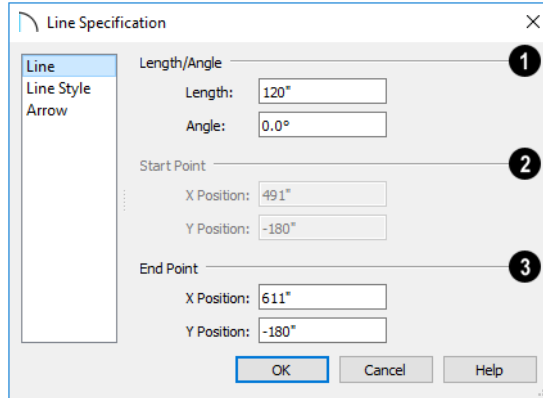 Line Specification
Line
Line Style
Arrow
Length/Angle
1
Length: 120"
Angle: 0.0°
Start Point
2
X Position: 491"
Y Position: -180"
End Point
3
X Position: 611"
Y Position: -180"
OK
Cancel
Help